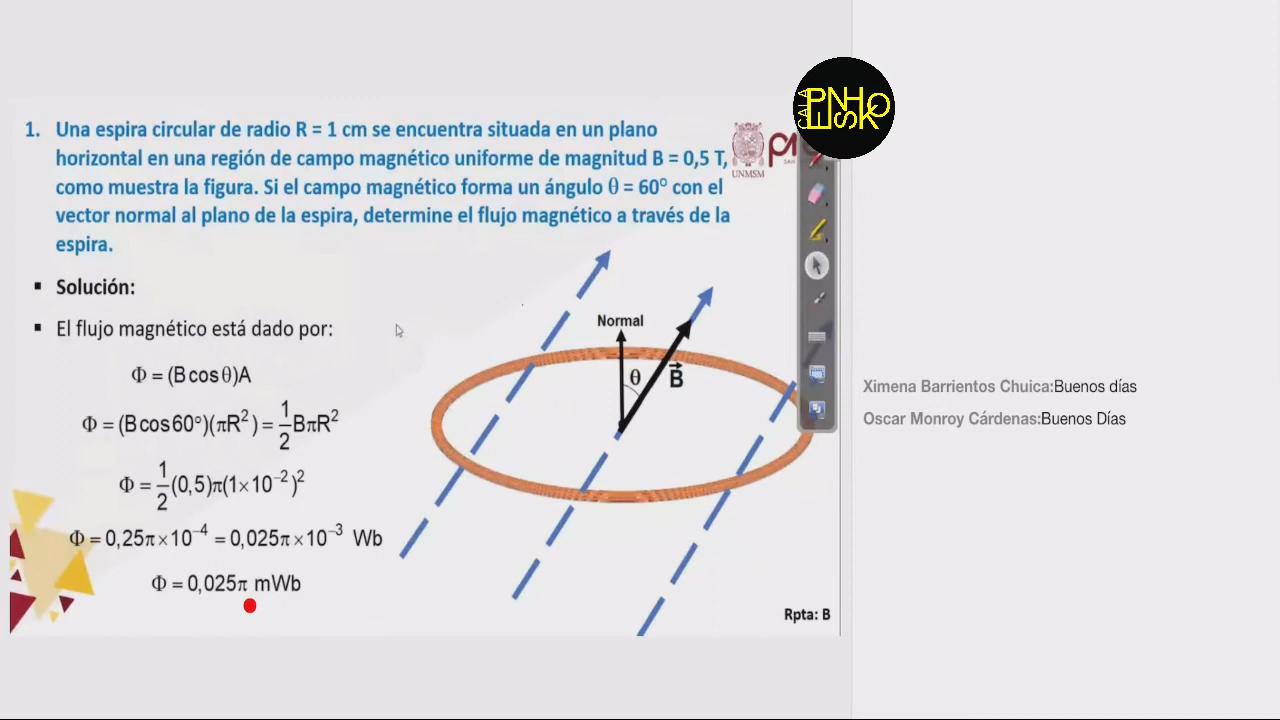 1. Una espira circular de radio R = 1 cm se encuentra situada en un plano
horizontal en una región de campo magnético uniforme de magnitud B = 0,5 T,
como muestra la figura. Si el campo magnético forma un ángulo θ = 60° con el
vector normal al plano de la espira, determine el flujo magnético a través de la
espira.
UNMSM
▪ Solución:
▪ El flujo magnético está dado por:
Φ = (B cos θ)A
Φ = (B cos 60°)(πR²) = 1/2 BπR²
Φ = 1/2 (0,5)π(1×10⁻²)²
Φ = 0,25π×10⁻⁴ = 0,025π×10⁻³ Wb
Φ = 0,025π mWb
Normal
θ
B⃗
Rpta: B
Ximena Barrientos Chuica:Buenos días
Oscar Monroy Cárdenas:Buenos Días